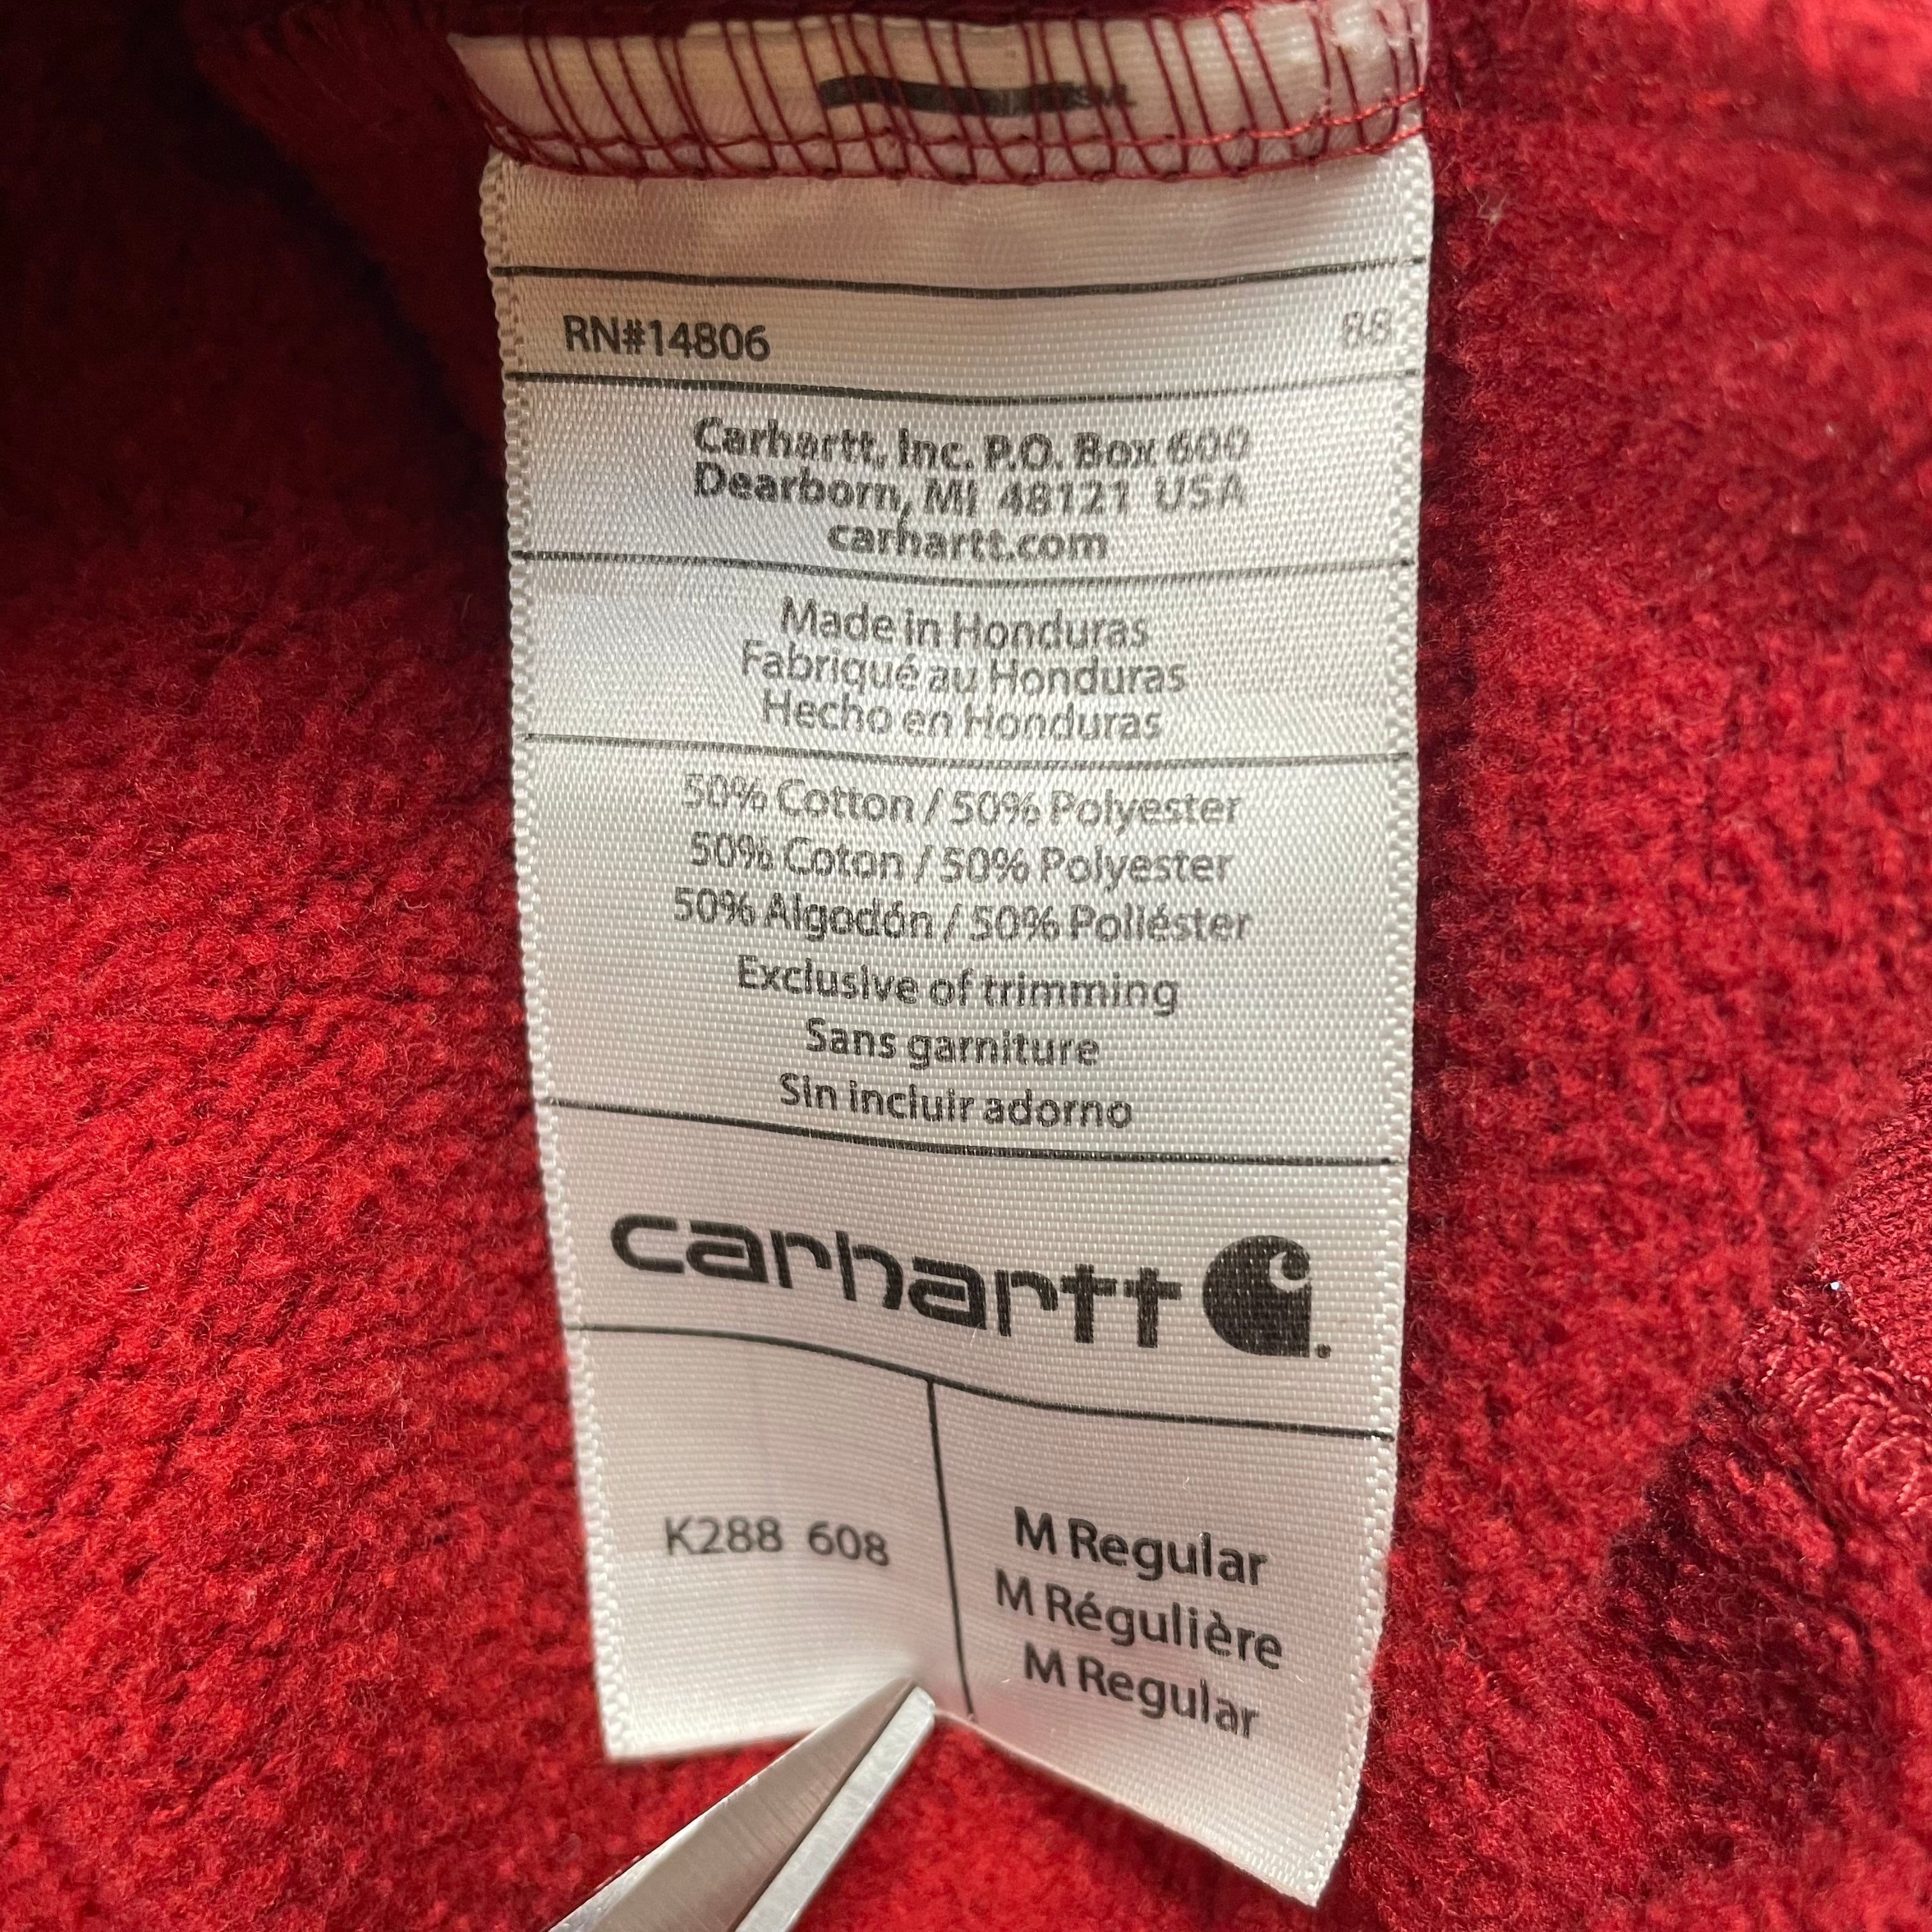 RN#14806 88
Carhartt, Inc. P.O. Box 600
Dearborn, MI 48121 USA
carhartt.com
Made in Honduras
Fabriqué au Honduras
Hecho en Honduras
50% Cotton / 50% Polyester
50% Coton / 50% Polyester
50% Algodón / 50% Poliéster
Exclusive of trimming
Sans garniture
Sin incluir adorno
carhartt
K288 608
M Regular
M Régulière
M Regular